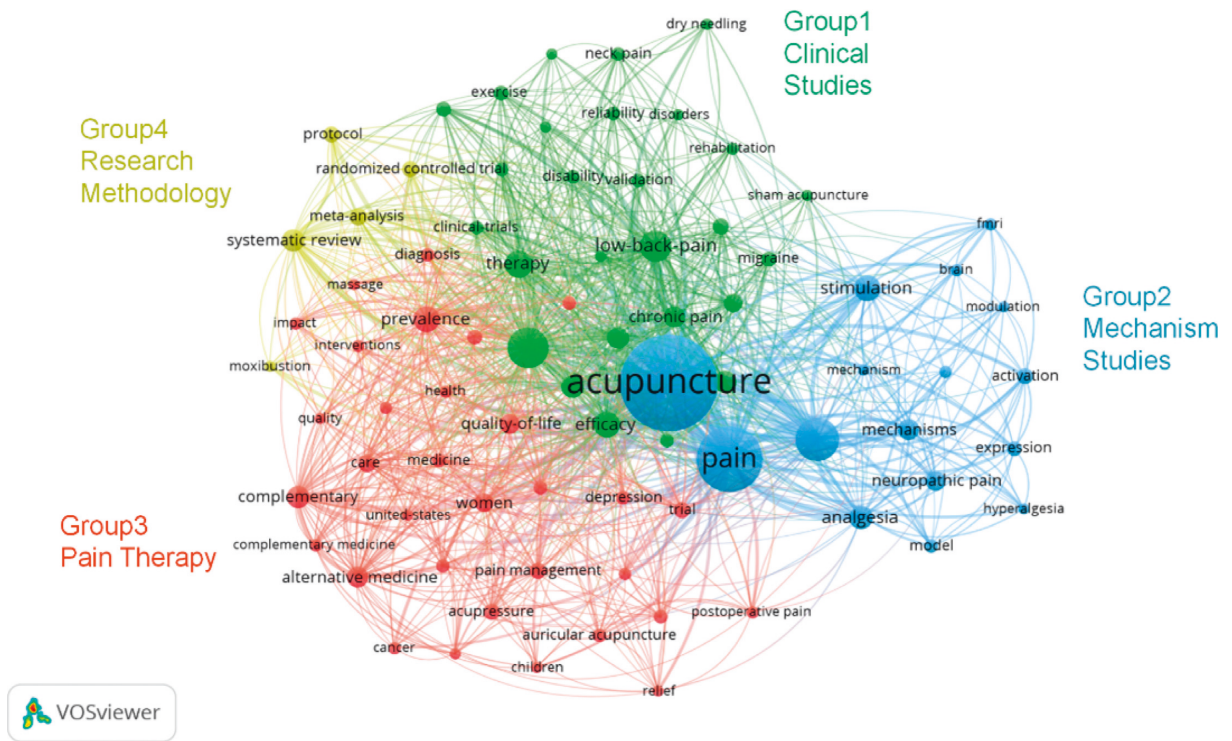 dry needling
Group1
Clinical
Studies
neck pain
exercise
reliability
disorders
Group4
Research
Methodology
protocol
rehabilitation
randomized controlled trial
disability
validation
sham acupuncture
meta-analysis
clinical-trials
fmri
systematic review
low-back-pain
diagnosis
therapy
migraine
brain
massage
stimulation
Group2
Mechanism
Studies
modulation
impact
prevalence
chronic pain
interventions
moxibustion
mechanism
activation
acupuncture
health
quality
quality-of-life
efficacy
mechanisms
expression
care
medicine
pain
neuropathic pain
complementary
women
depression
trial
hyperalgesia
united-states
analgesia
Group3
Pain Therapy
complementary medicine
model
alternative medicine
pain management
acupressure
postoperative pain
auricular acupuncture
cancer
children
relief
VOSviewer